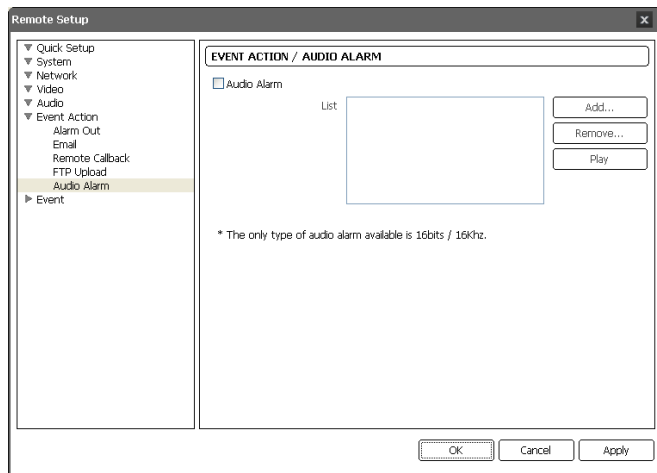 Remote Setup
x
Quick Setup
System
Network
Video
Audio
Event Action
Alarm Out
Email
Remote Callback
FTP Upload
Audio Alarm
Event
EVENT ACTION / AUDIO ALARM
Audio Alarm
List
Add...
Remove...
Play
* The only type of audio alarm available is 16bits / 16Khz.
OK
Cancel
Apply